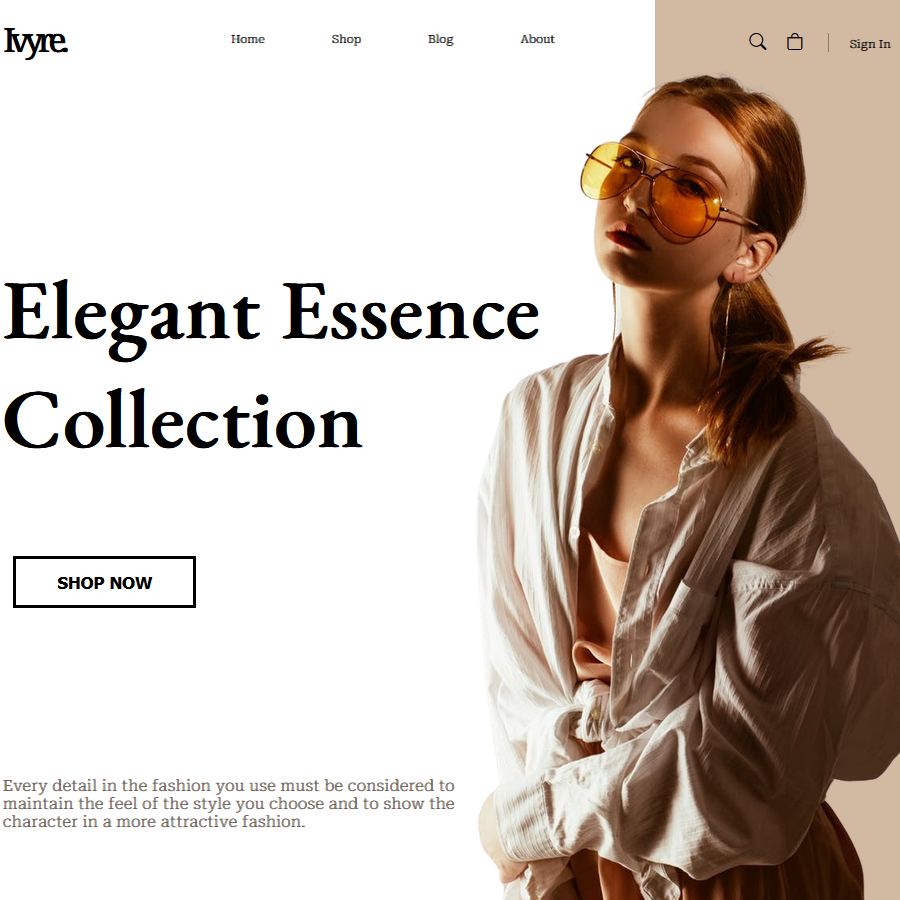 Ivyre.
Home Shop Blog About
Sign In
Elegant Essence
Collection
SHOP NOW
Every detail in the fashion you use must be considered to
maintain the feel of the style you choose and to show the
character in a more attractive fashion.